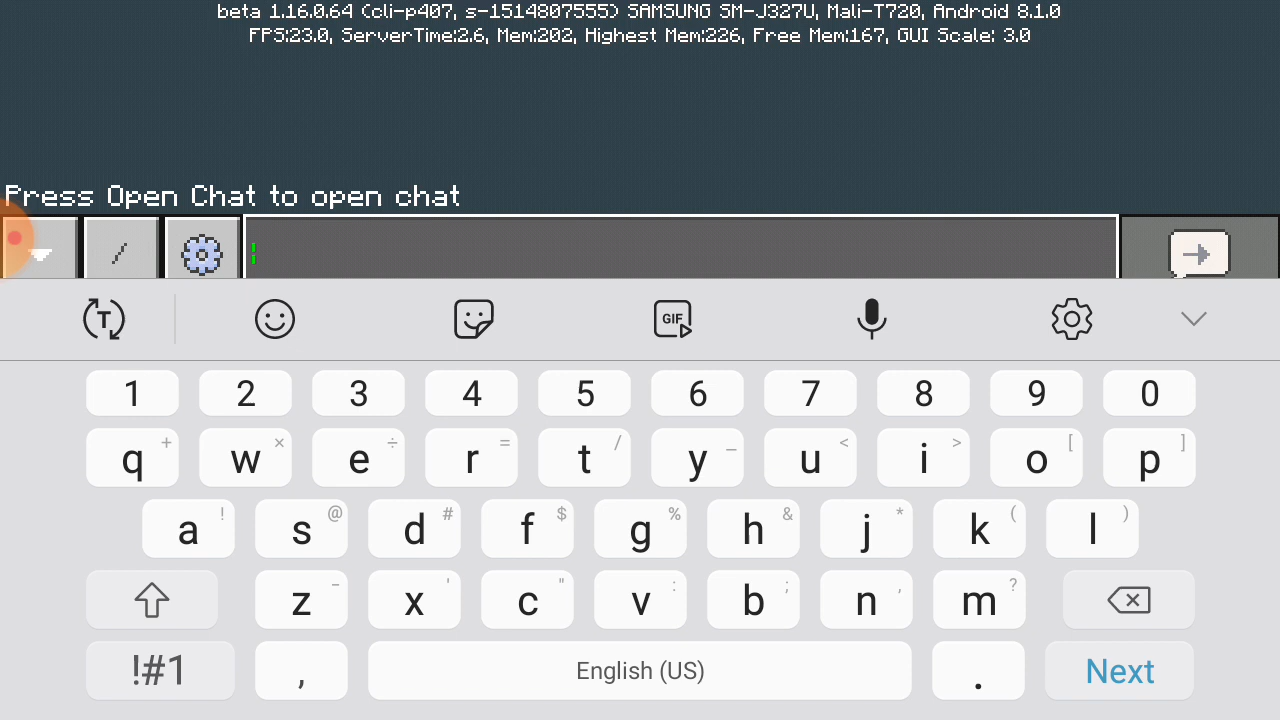 beta 1.16.0.64 (cli-p407, s-1514807555) SAMSUNG SM-J327U, Mali-T720, Android 8.1.0
FPS:23.0, ServerTime:2.6, Mem:202, Highest Mem:226, Free Mem:167, GUI Scale: 3.0
Press Open Chat to open chat
/
T GIF
1 2 3 4 5 6 7 8 9 0
q + w × e ÷ r = t / y _ u < i > o [ p ]
a ! s @ d # f $ g % h & j * k ( l )
z - x ' c " v : b ; n , m ?
!#1 , English (US) . Next